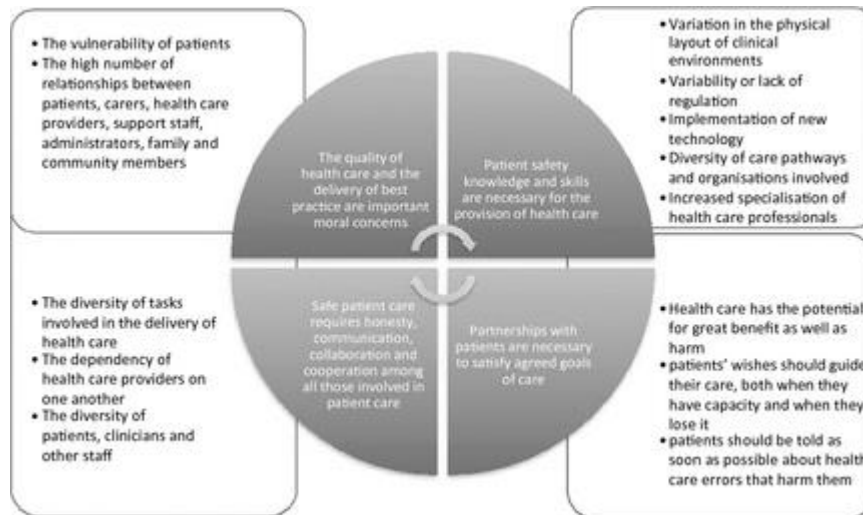 • The vulnerability of patients
• The high number of
relationships between
patients, carers, health care
providers, support staff,
administrators, family and
community members
The quality of
health care and the
delivery of best
practice are important
moral concerns
Patient safety
knowledge and skills
are necessary for the
provision of health care
• Variation in the physical
layout of clinical
environments
• Variability or lack of
regulation
• Implementation of new
technology
• Diversity of care pathways
and organisations involved
• Increased specialisation of
health care professionals
• The diversity of tasks
involved in the delivery of
health care
• The dependency of
health care providers on
one another
• The diversity of
patients, clinicians and
other staff
Safe patient care
requires honesty,
communication,
collaboration and
cooperation among
all those involved in
patient care
Partnerships with
patients are necessary
to satisfy agreed goals
of care
• Health care has the potential
for great benefit as well as
harm
• patients' wishes should guide
their care, both when they
have capacity and when they
lose it
• patients should be told as
soon as possible about health
care errors that harm them